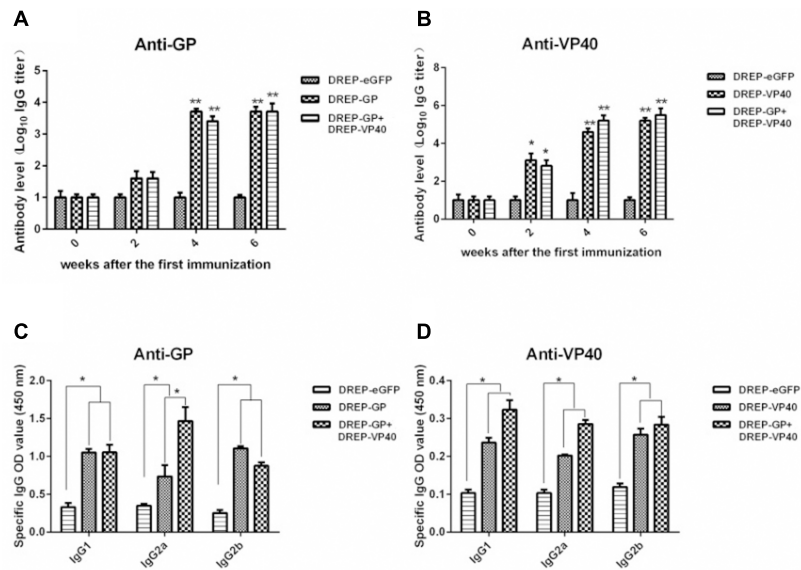 A
Anti-GP
Antibody level (Log10 IgG titer)
5
4
3
2
1
0
** ** ** **
0 2 4 6
weeks after the first immunization
DREP-eGFP
DREP-GP
DREP-GP+
DREP-VP40
B
Anti-VP40
Antibody level (Log10 IgG titer)
8
6
4
2
0
* * ** ** ** **
0 2 4 6
weeks after the first immunization
DREP-eGFP
DREP-VP40
DREP-GP+
DREP-VP40
C
Anti-GP
Specific IgG OD value (450 nm)
2.0
1.5
1.0
0.5
0.0
* * * *
IgG1 IgG2a IgG2b
DREP-eGFP
DREP-GP
DREP-GP+
DREP-VP40
D
Anti-VP40
Specific IgG OD value (450 nm)
0.4
0.3
0.2
0.1
0.0
* * *
IgG1 IgG2a IgG2b
DREP-eGFP
DREP-VP40
DREP-GP+
DREP-VP40